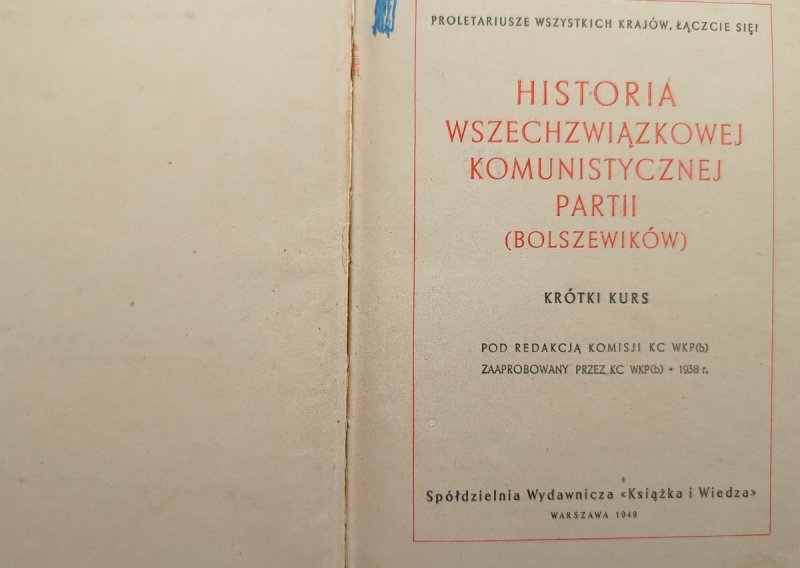 PROLETARIUSZE WSZYSTKICH KRAJÓW, ŁĄCZCIE SIĘ!
HISTORIA
WSZECHZWIĄZKOWEJ
KOMUNISTYCZNEJ
PARTII
(BOLSZEWIKÓW)
KRÓTKI KURS
POD REDAKCJĄ KOMISJI KC WKP(b)
ZAAPROBOWANY PRZEZ KC WKP(b) • 1938 r.
Spółdzielnia Wydawnicza «Książka i Wiedza»
WARSZAWA 1949